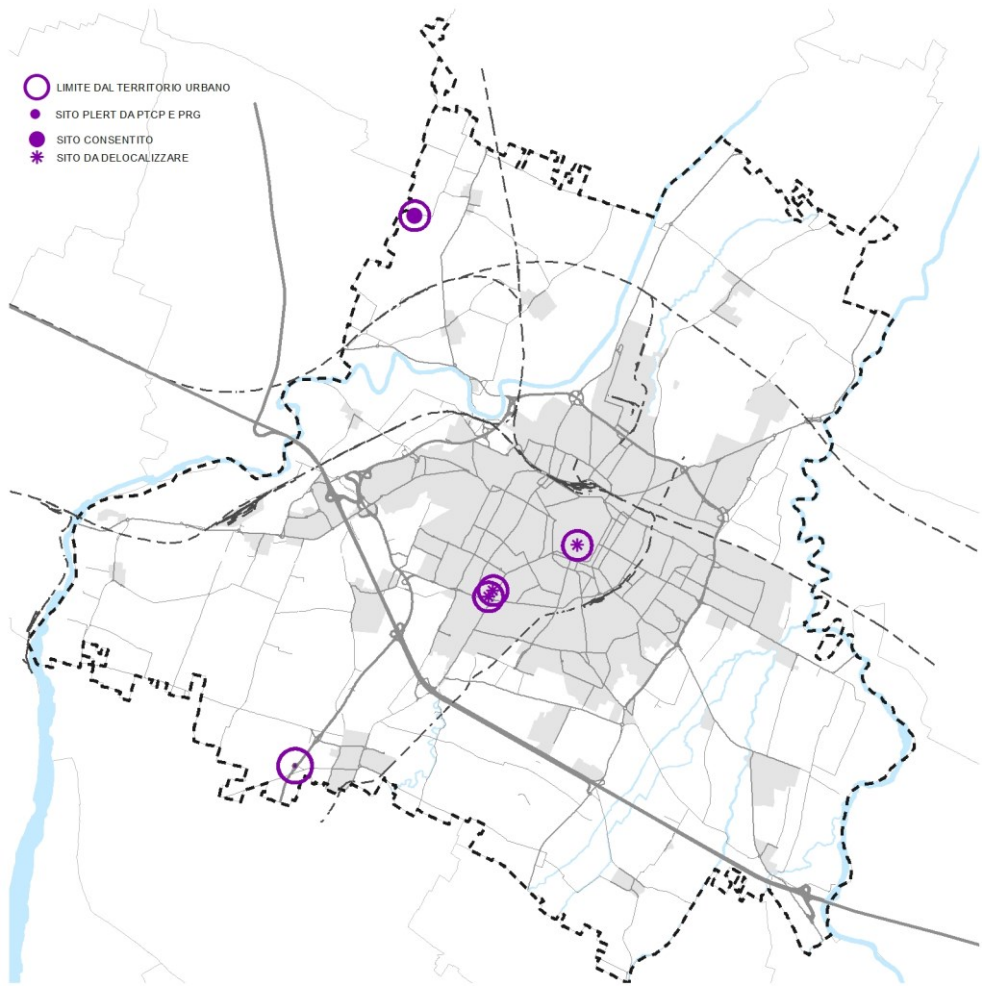 LIMITE DAL TERRITORIO URBANO
SITO PLERT DA PTCP E PRG
SITO CONSENTITO
SITO DA DELOCALIZZARE